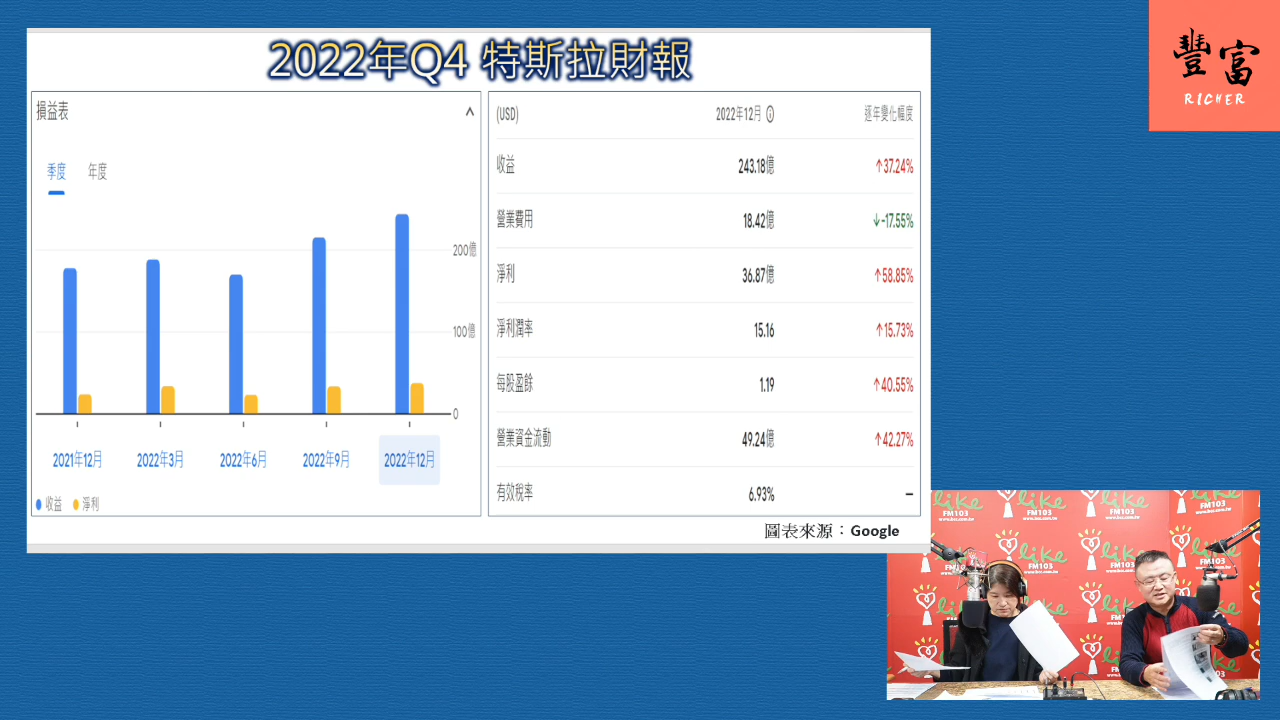 2022年Q4 特斯拉財報
豐富
RICHER
損益表
季度 年度
200億
100億
0
2021年12月 2022年3月 2022年6月 2022年9月 2022年12月
收益 淨利
(USD) 2022年12月 逐年變化幅度
收益 243.18億 ↑37.24%
營業費用 18.42億 ↓-17.55%
淨利 36.87億 ↑58.85%
淨利潤率 15.16 ↑15.73%
每股盈餘 1.19 ↑40.55%
營業資金流動 49.24億 ↑42.27%
有效稅率 6.93% –
圖表來源：Google
like
FM103
www.bcc.com.tw